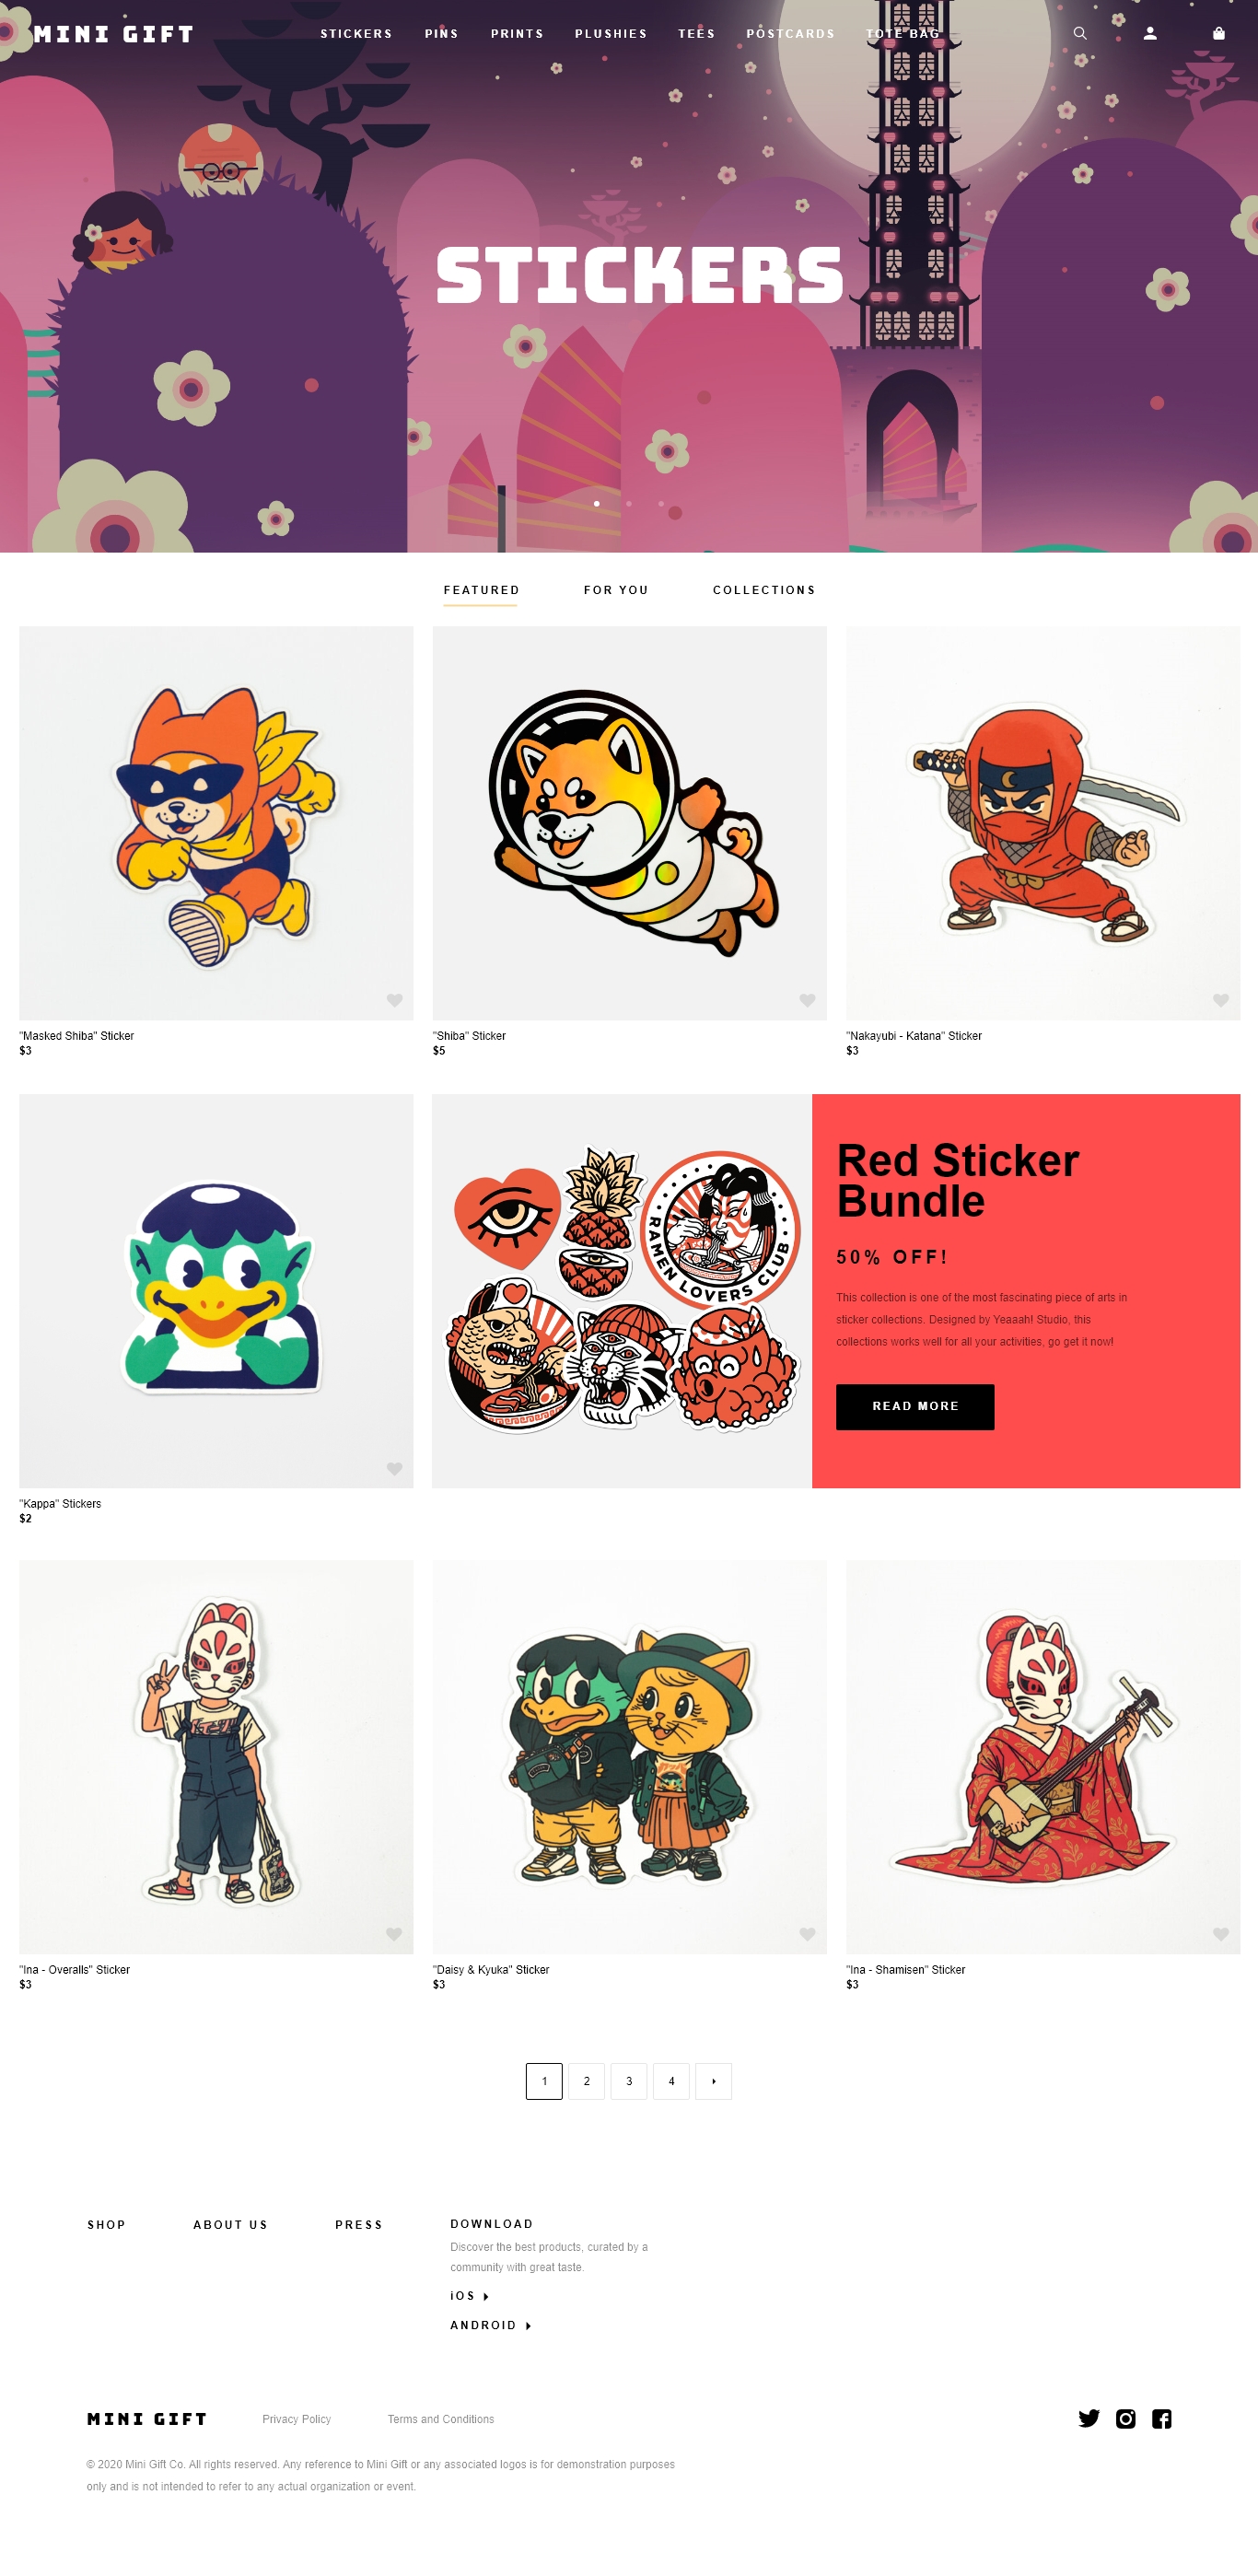 MINI GIFT
STICKERS PINS PRINTS PLUSHIES TEES POSTCARDS TOTE BAG
STICKERS
FEATURED FOR YOU COLLECTIONS
"Masked Shiba" Sticker
$3
"Shiba" Sticker
$5
"Nakayubi - Katana" Sticker
$3
RAMEN LOVERS CLUB
Red Sticker
Bundle
50% OFF!
This collection is one of the most fascinating piece of arts in
sticker collections. Designed by Yeaaah! Studio, this
collections works well for all your activities, go get it now!
READ MORE
"Kappa" Stickers
$2
"Ina - Overalls" Sticker
$3
"Daisy & Kyuka" Sticker
$3
"Ina - Shamisen" Sticker
$3
1 2 3 4
SHOP
ABOUT US
PRESS
DOWNLOAD
Discover the best products, curated by a
community with great taste.
iOS
ANDROID
MINI GIFT
Privacy Policy
Terms and Conditions
© 2020 Mini Gift Co. All rights reserved. Any reference to Mini Gift or any associated logos is for demonstration purposes
only and is not intended to refer to any actual organization or event.